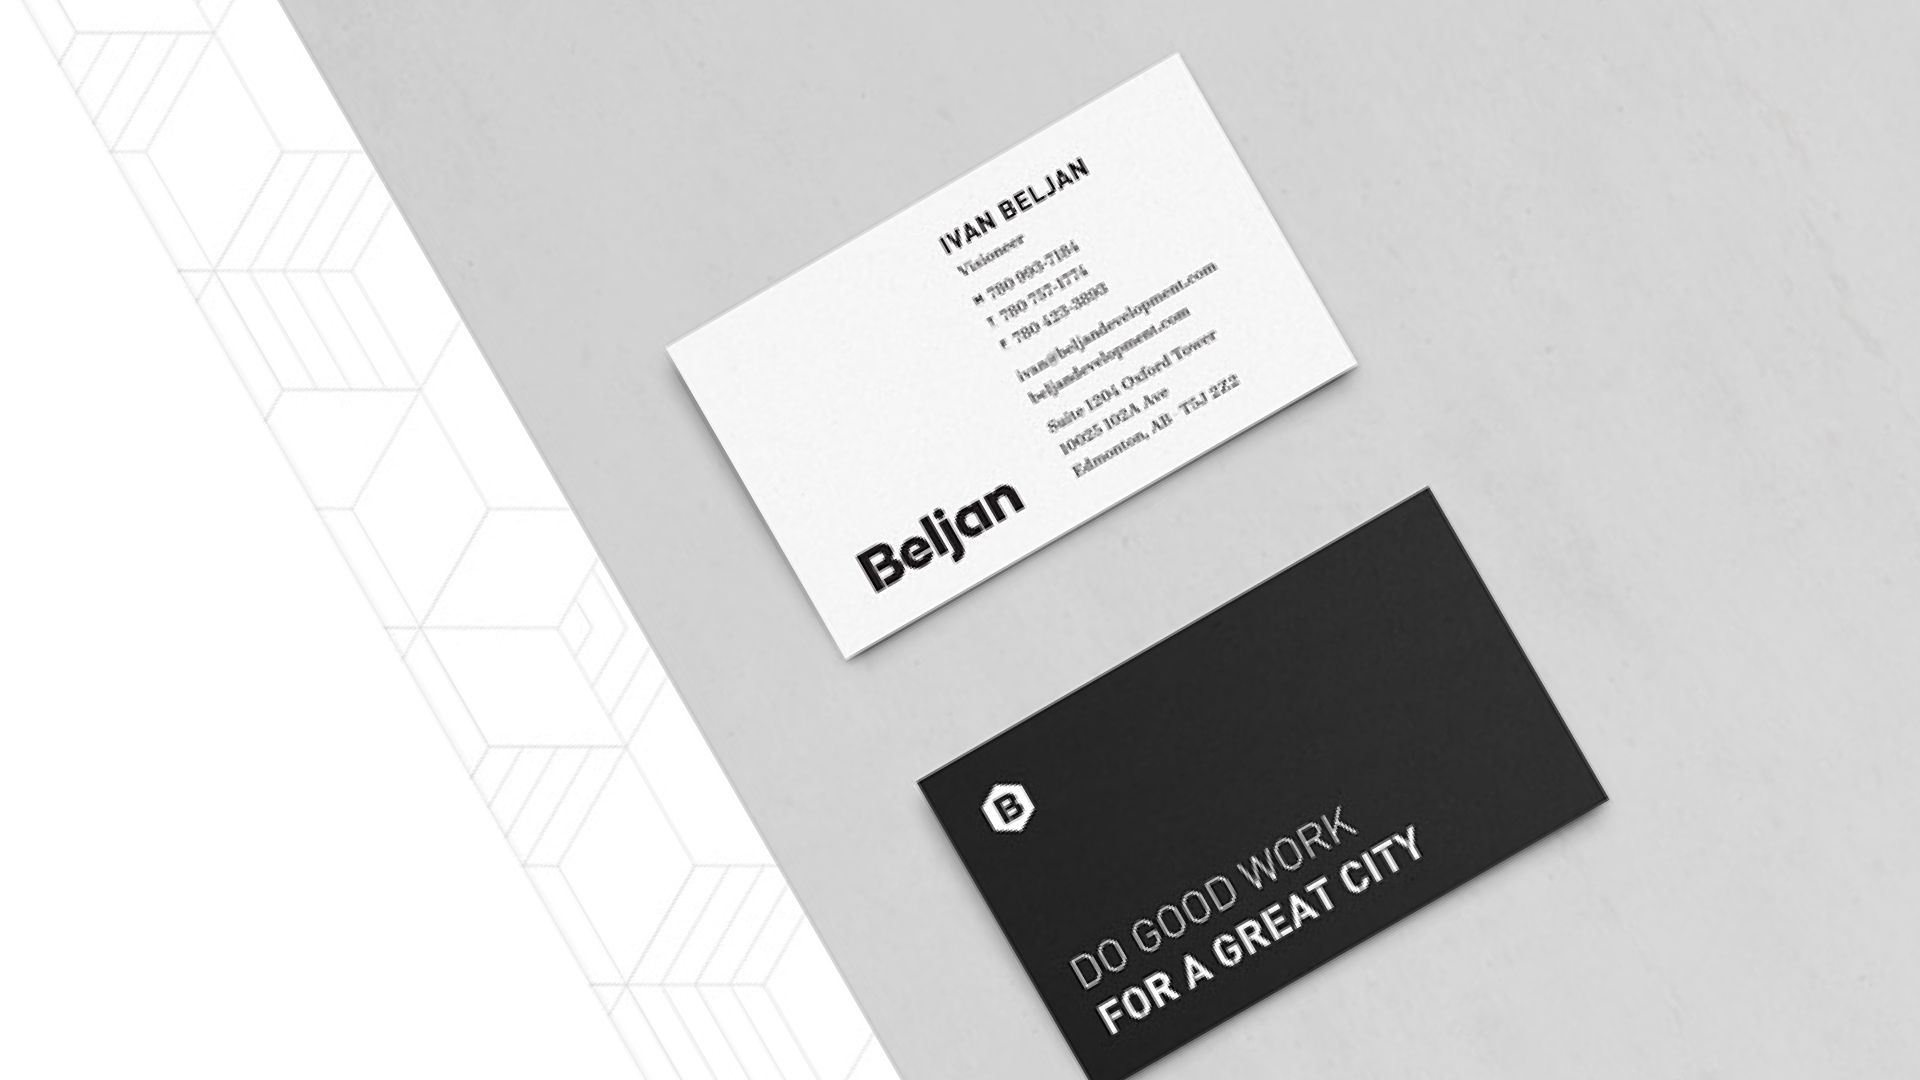 IVAN BELJAN
Visioneer
M 780 993-7184
T 780 757-1774
F 780 423-3893
ivan@beljandevelopment.com
beljandevelopment.com
Suite 1204 Oxford Tower
10025 102A Ave
Edmonton, AB · T5J 2Z2
Beljan
B
DO GOOD WORK
FOR A GREAT CITY